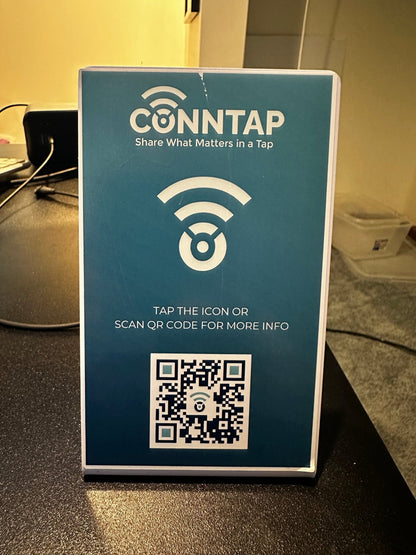 CONNTAP
Share What Matters in a Tap
TAP THE ICON OR
SCAN QR CODE FOR MORE INFO